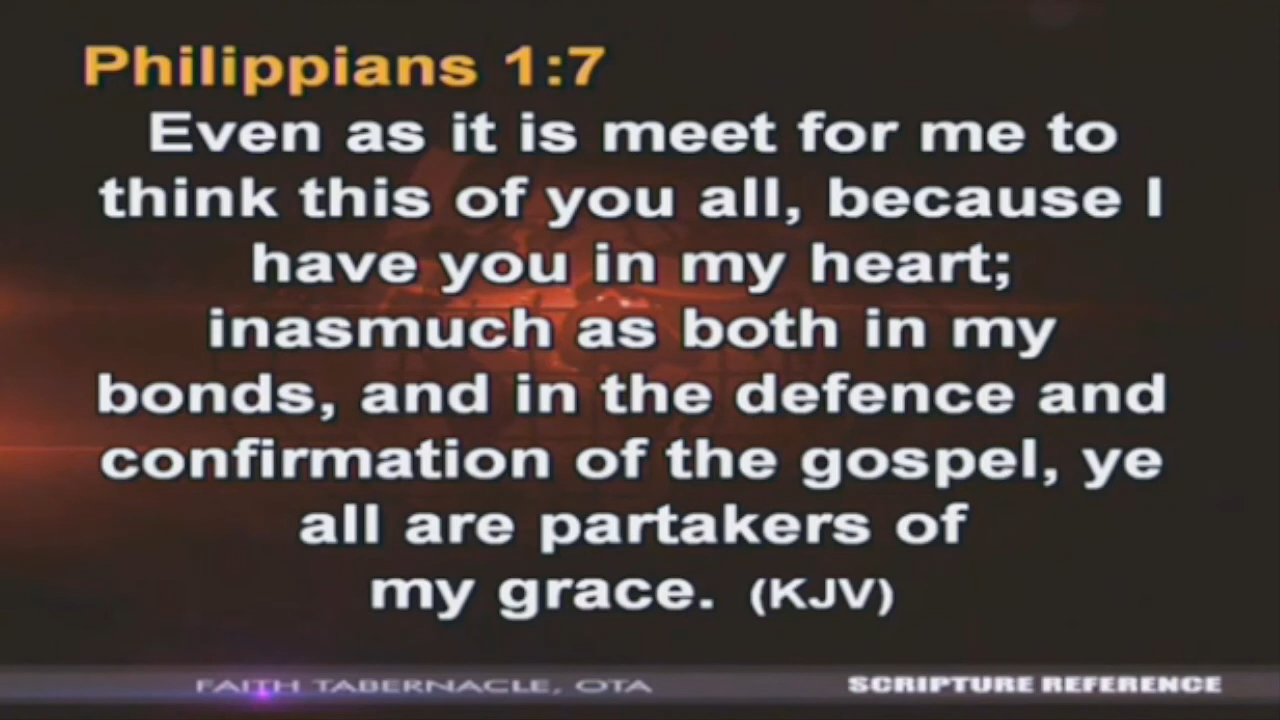 Philippians 1:7
Even as it is meet for me to
think this of you all, because I
have you in my heart;
inasmuch as both in my
bonds, and in the defence and
confirmation of the gospel, ye
all are partakers of
my grace. (KJV)
FAITH TABERNACLE, OTA
SCRIPTURE REFERENCE